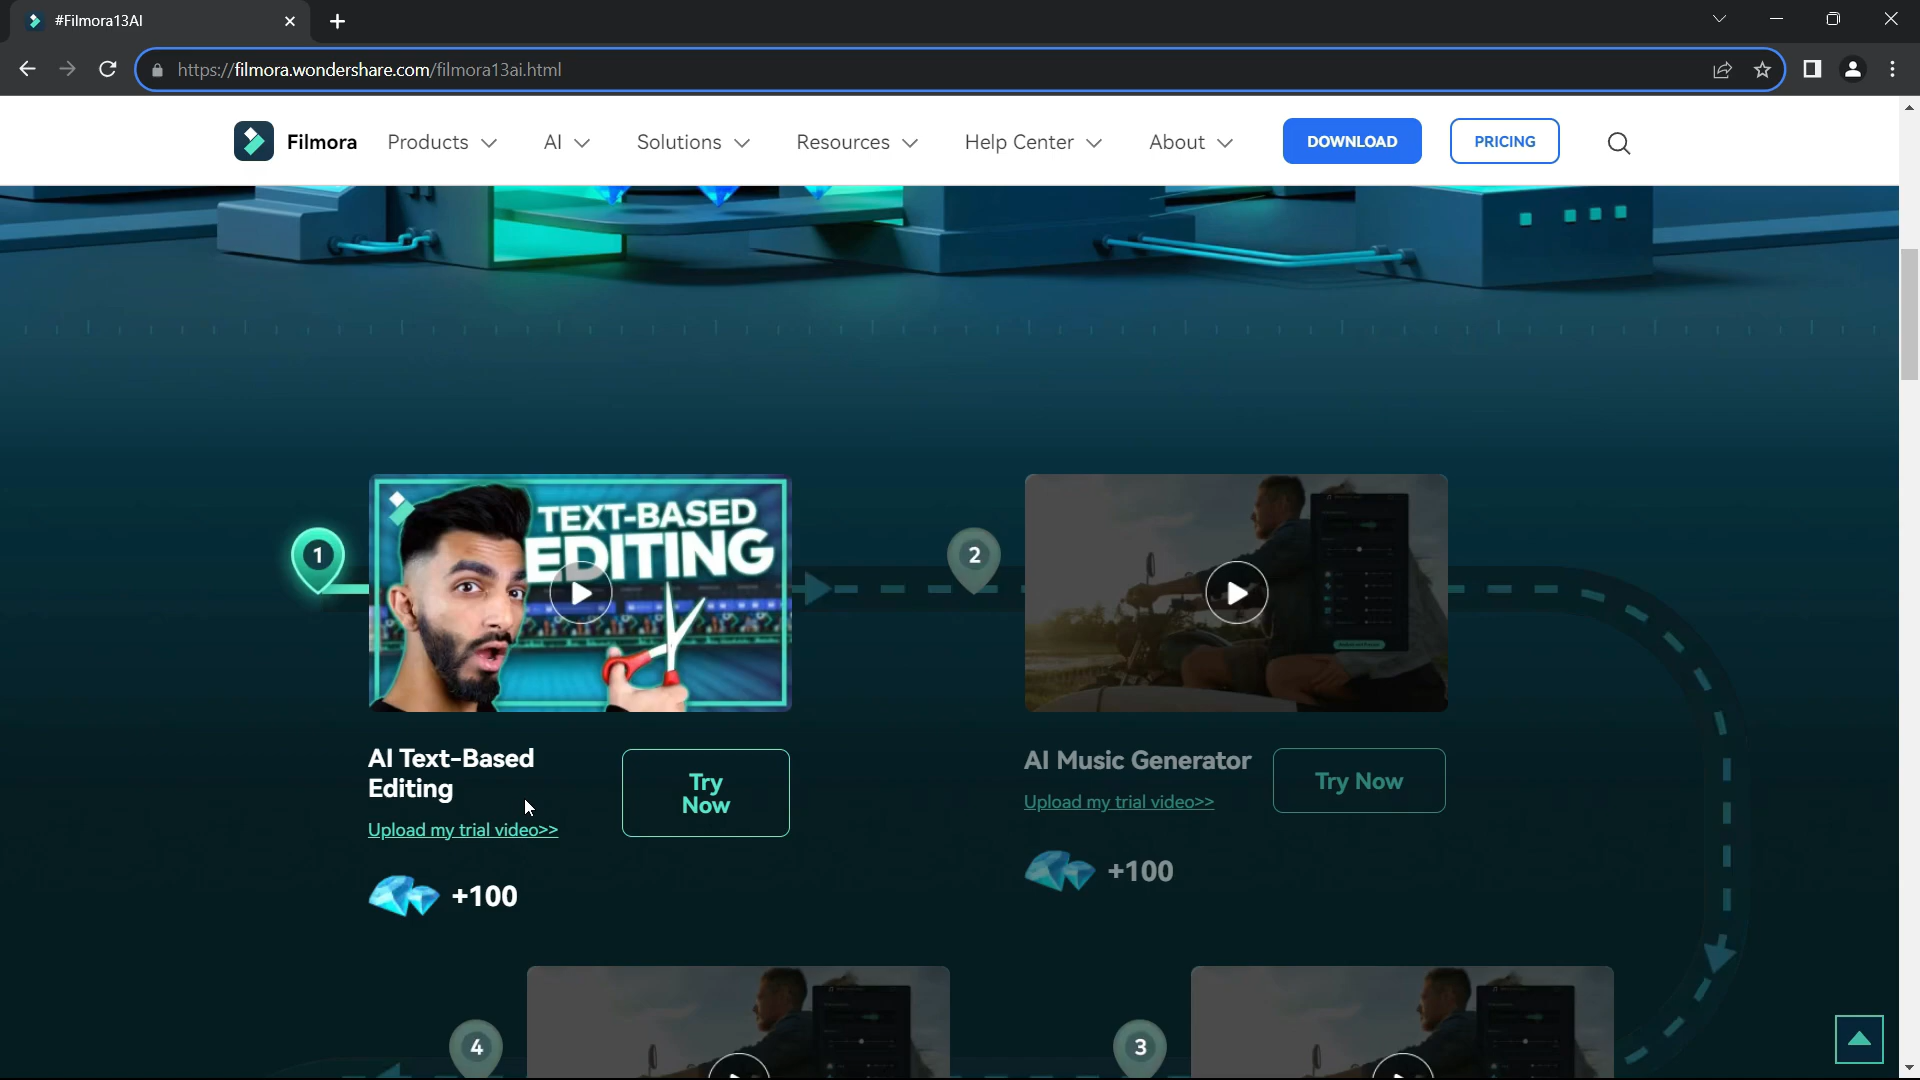 #Filmora13AI
https://filmora.wondershare.com/filmora13ai.html
Filmora Products AI Solutions Resources Help Center About DOWNLOAD PRICING
1
TEXT-BASED
EDITING
2
AI Text-Based
Editing
Try
Now
Upload my trial video>>
+100
AI Music Generator
Try Now
Upload my trial video>>
+100
4
3